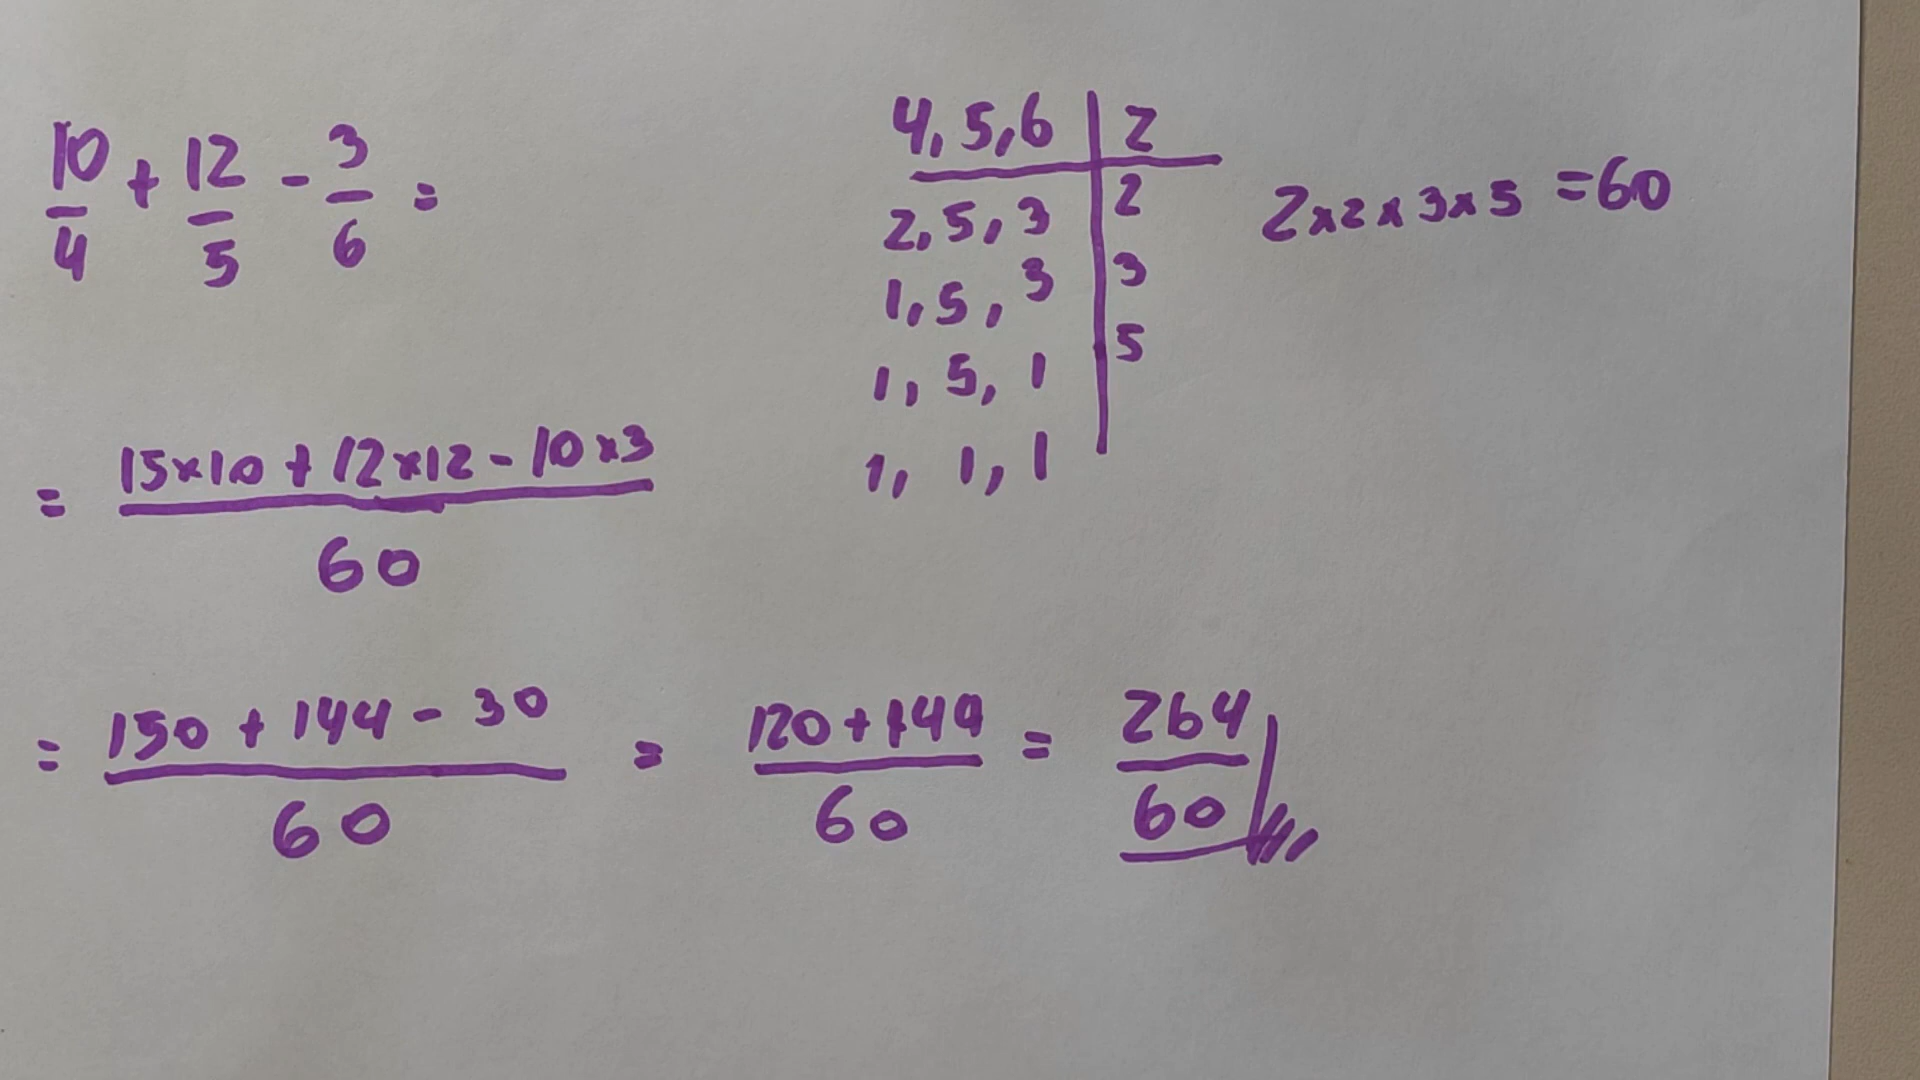 10/4 + 12/5 - 3/6 =
4,5,6 | 2
2,5,3 | 2
1,5,3 | 3
1,5,1 | 5
1,1,1
2x2x3x5 =60
= 15x10 + 12x12 - 10x3 / 60
= 150 + 144 - 30 / 60 = 120+144 / 60 = 264 / 60